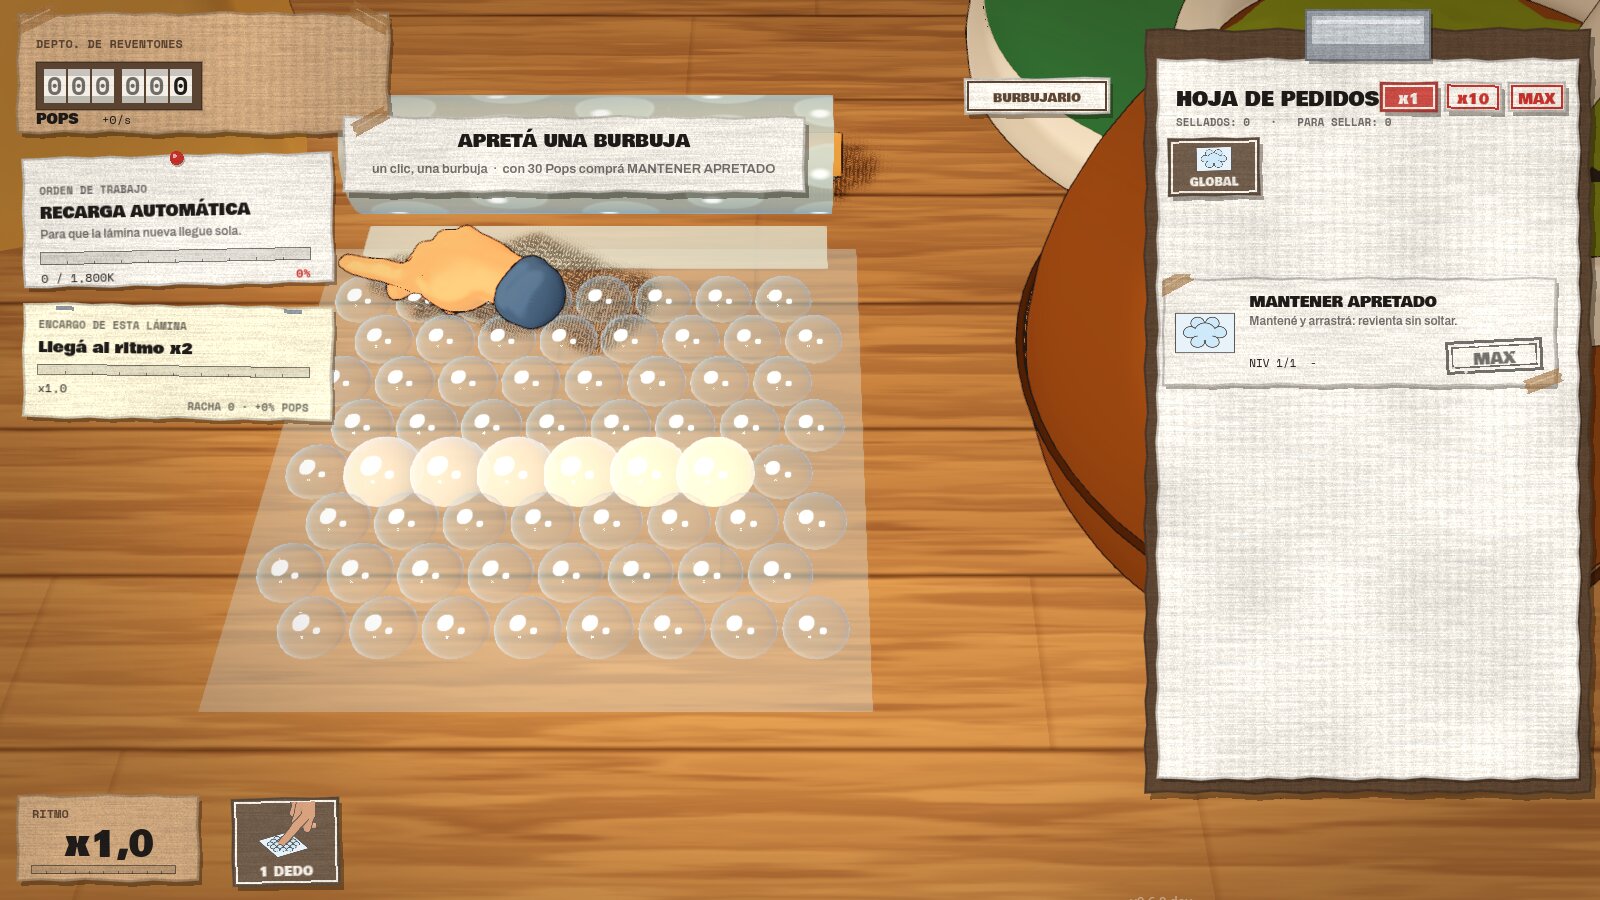 DEPTO. DE REVENTONES
000 000
POPS +0/s
ORDEN DE TRABAJO
RECARGA AUTOMÁTICA
Para que la lámina nueva llegue sola.
0 / 1.800K 0%
ENCARGO DE ESTA LÁMINA
Llegá al ritmo x2
x1.0
RACHA 0 · +0% POPS
APRETÁ UNA BURBUJA
un clic, una burbuja · con 30 Pops comprá MANTENER APRETADO
BURBUJARIO
HOJA DE PEDIDOS x1 x10 MAX
SELLADOS: 0 · PARA SELLAR: 0
GLOBAL
MANTENER APRETADO
Mantené y arrastrá: revienta sin soltar.
NIV 1/1 -
MAX
RITMO
x1,0
1 DEDO